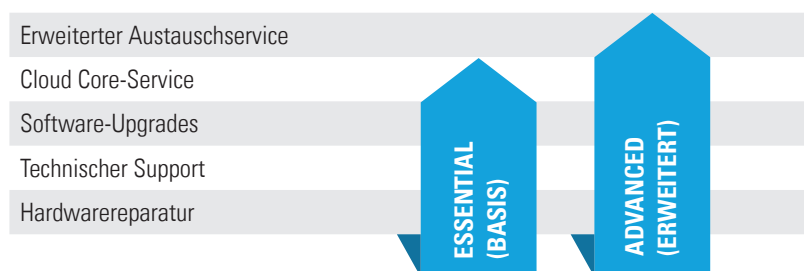 Erweiterter Austauschservice
Cloud Core-Service
Software-Upgrades
Technischer Support
Hardwarereparatur
ESSENTIAL
(BASIS)
ADVANCED
(ERWEITERT)